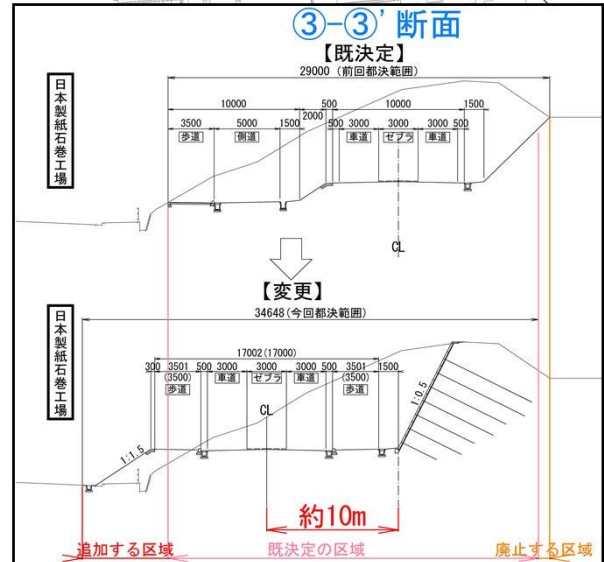 ③-③’断面
【既決定】
29000 (前回都決範囲)
日本製紙石巻工場
10000 500 10000 1500
2000
3500 5000 1500 500 3000 3000 3000 500
歩道 側道 車道 ゼブラ 車道
CL
【変更】
34648(今回都決範囲)
日本製紙石巻工場
17002(17000)
300 3501 500 3000 3000 3000 500 3501 1500
(3500) (3500)
歩道 車道 ゼブラ 車道 歩道
CL
1:0.5
1:1.5
約10m
追加する区域 既決定の区域 廃止する区域